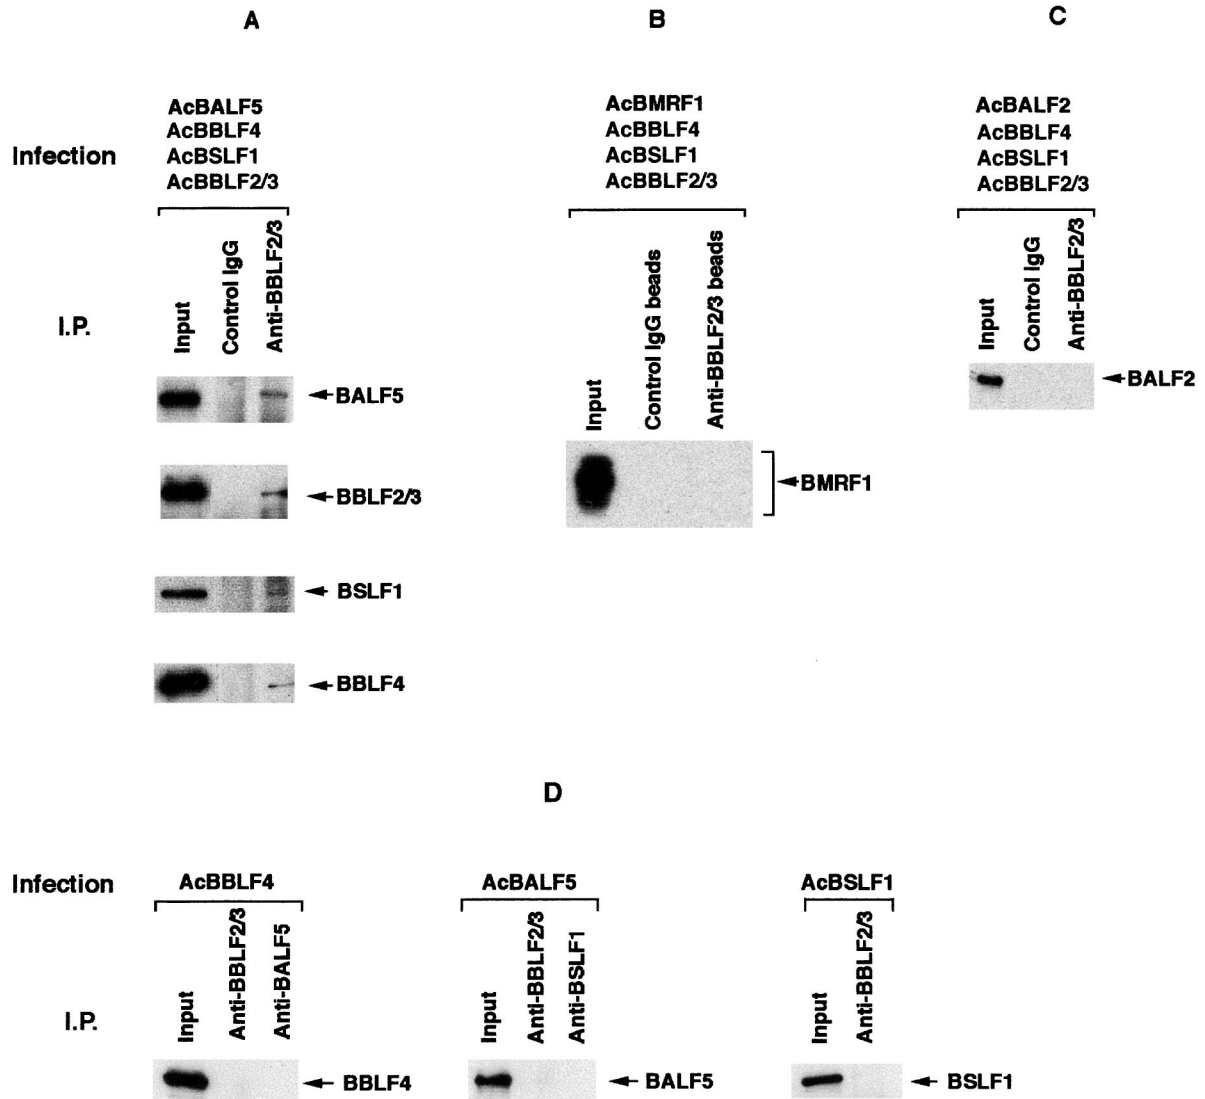 A
B
C
Infection
AcBALF5
AcBBLF4
AcBSLF1
AcBBLF2/3
AcBMRF1
AcBBLF4
AcBSLF1
AcBBLF2/3
AcBALF2
AcBBLF4
AcBSLF1
AcBBLF2/3
I.P.
Input
Control IgG
Anti-BBLF2/3
Input
Control IgG beads
Anti-BBLF2/3 beads
Input
Control IgG
Anti-BBLF2/3
BALF5
BBLF2/3
BSLF1
BBLF4
BMRF1
BALF2
D
Infection
AcBBLF4
AcBALF5
AcBSLF1
I.P.
Input
Anti-BBLF2/3
Anti-BALF5
Input
Anti-BBLF2/3
Anti-BSLF1
Input
Anti-BBLF2/3
BBLF4
BALF5
BSLF1